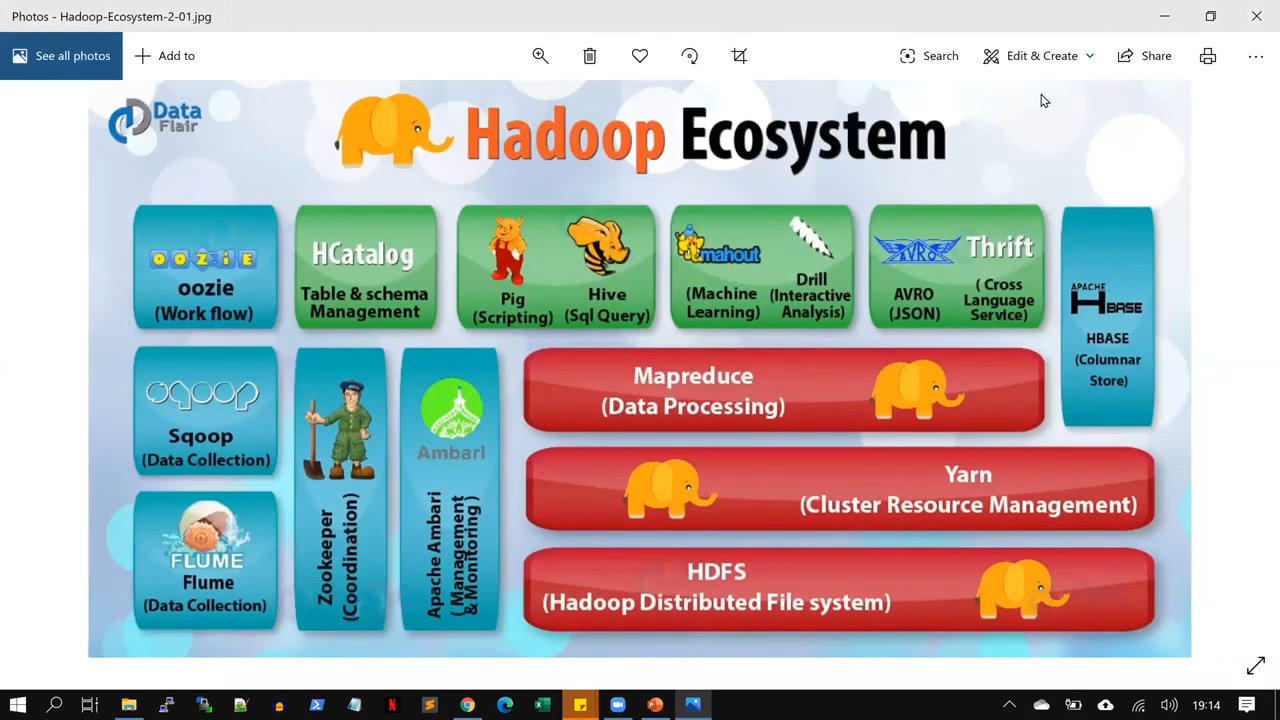 Photos - Hadoop-Ecosystem-2-01.jpg
See all photos
Add to
Search
Edit & Create
Share
Data
Flair
Hadoop Ecosystem
OOZIE
oozie
(Work flow)
HCatalog
Table & schema
Management
Pig
(Scripting)
Hive
(Sql Query)
mahout
(Machine
Learning)
Drill
(Interactive
Analysis)
AVRO
AVRO
(JSON)
Thrift
( Cross
Language
Service)
APACHE
HBASE
HBASE
(Columnar
Store)
sqoop
Sqoop
(Data Collection)
FLUME
Flume
(Data Collection)
Zookeeper
(Coordination)
Ambari
Apache Ambari
( Management
& Monitoring )
Mapreduce
(Data Processing)
Yarn
(Cluster Resource Management)
HDFS
(Hadoop Distributed File system)
19:14